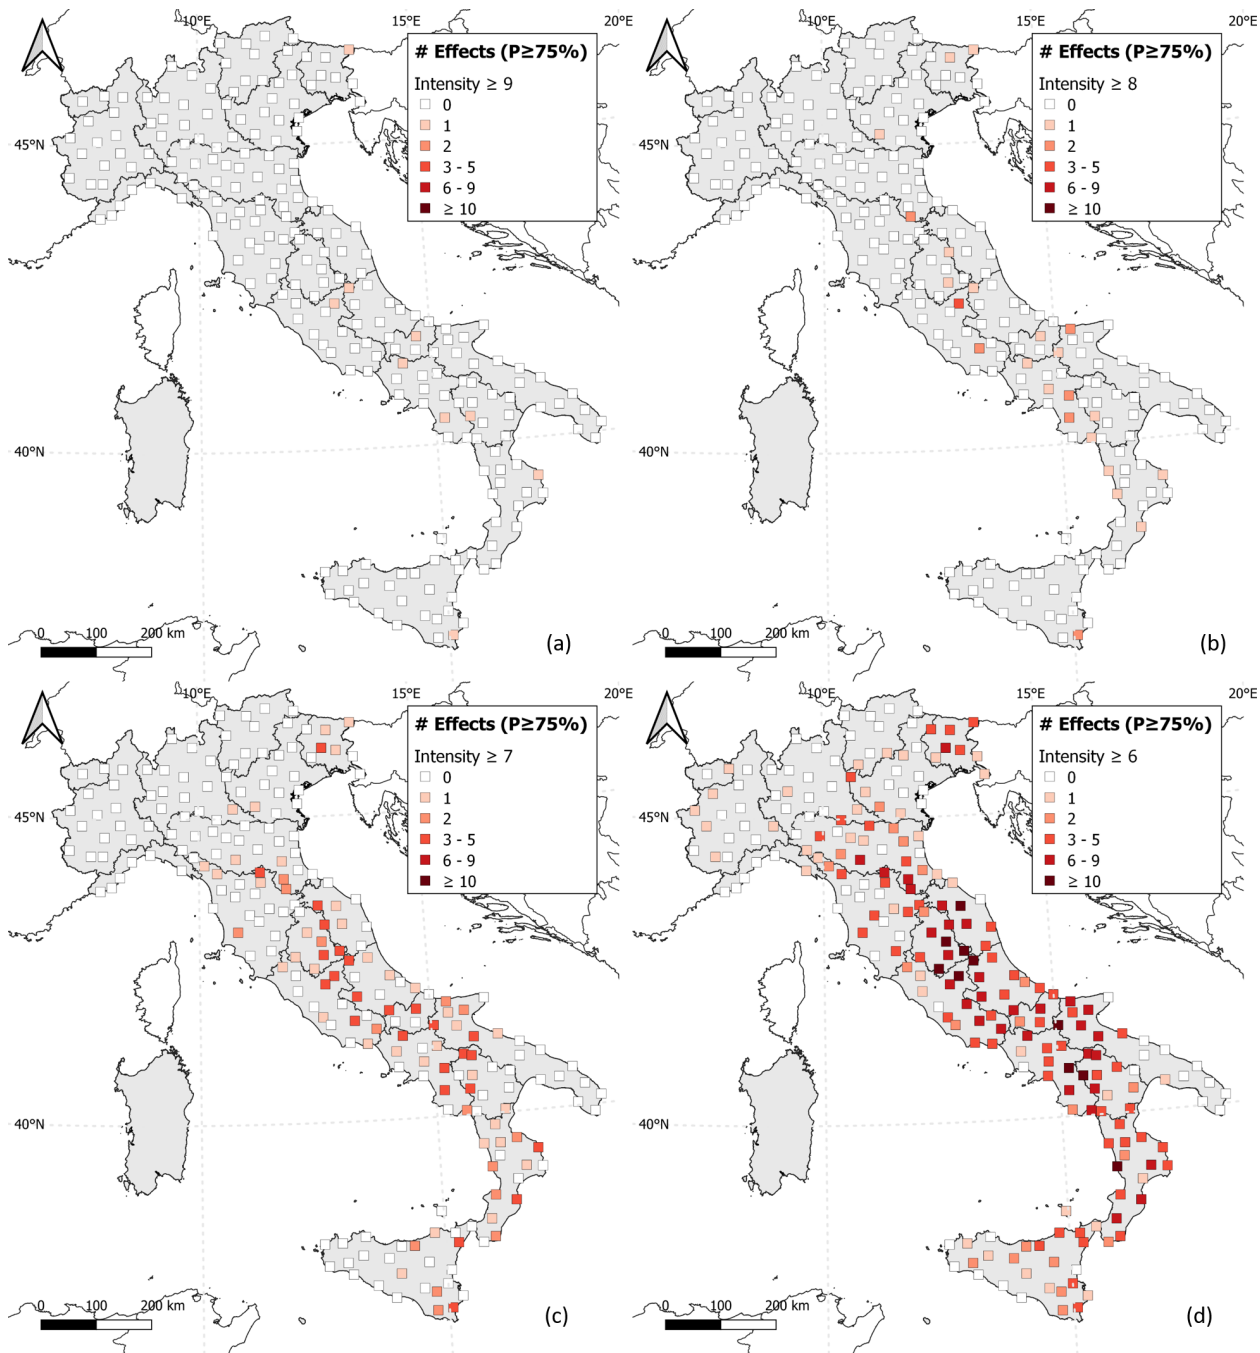 10°E 15°E 20°E
# Effects (P≥75%)
Intensity ≥ 9
0
1
2
3 - 5
6 - 9
≥ 10
45°N
40°N
0 100 200 km
(a)
10°E 15°E 20°E
# Effects (P≥75%)
Intensity ≥ 8
0
1
2
3 - 5
6 - 9
≥ 10
45°N
40°N
0 100 200 km
(b)
10°E 15°E 20°E
# Effects (P≥75%)
Intensity ≥ 7
0
1
2
3 - 5
6 - 9
≥ 10
45°N
40°N
0 100 200 km
(c)
10°E 15°E 20°E
# Effects (P≥75%)
Intensity ≥ 6
0
1
2
3 - 5
6 - 9
≥ 10
45°N
40°N
0 100 200 km
(d)